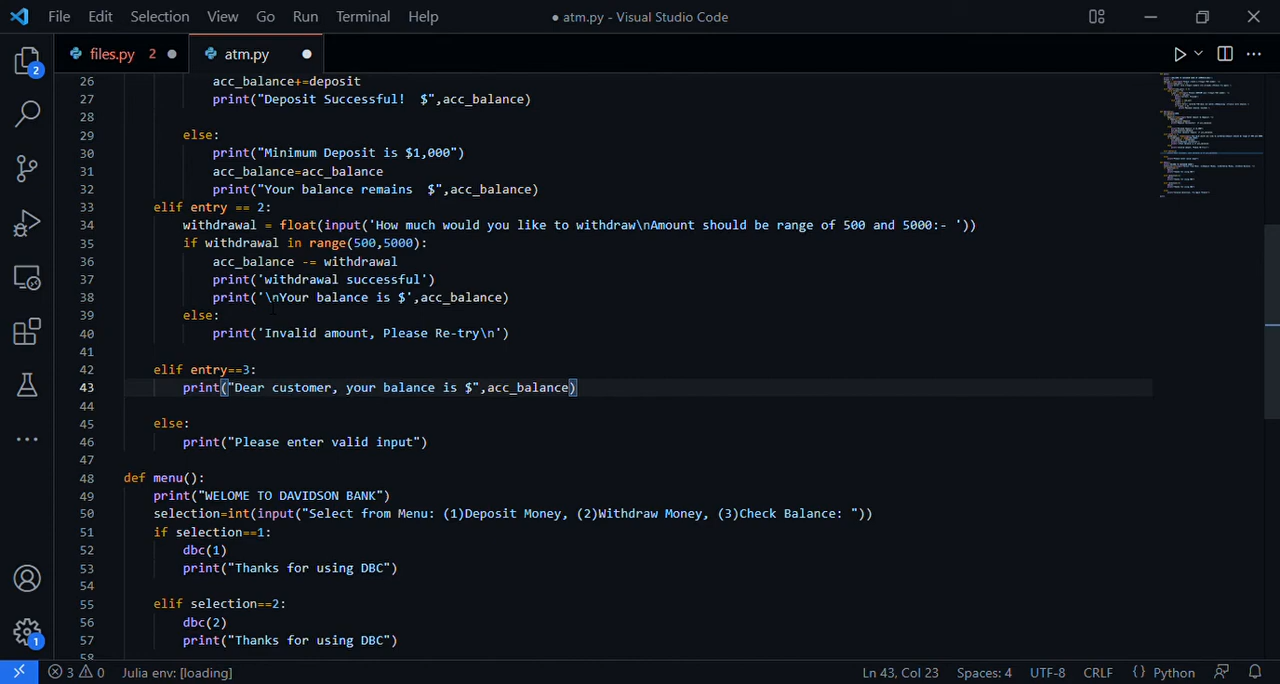 File Edit Selection View Go Run Terminal Help ● atm.py - Visual Studio Code
files.py 2 ● atm.py ●
26 acc_balance+=deposit
27 print("Deposit Successful!  $",acc_balance)
28
29 else:
30 print("Minimum Deposit is $1,000")
31 acc_balance=acc_balance
32 print("Your balance remains  $",acc_balance)
33 elif entry == 2:
34 withdrawal = float(input('How much would you like to withdraw\nAmount should be range of 500 and 5000:- '))
35 if withdrawal in range(500,5000):
36 acc_balance -= withdrawal
37 print('withdrawal successful')
38 print('\nYour balance is $',acc_balance)
39 else:
40 print('Invalid amount, Please Re-try\n')
41
42 elif entry==3:
43 print("Dear customer, your balance is $",acc_balance)
44
45 else:
46 print("Please enter valid input")
47
48 def menu():
49 print("WELOME TO DAVIDSON BANK")
50 selection=int(input("Select from Menu: (1)Deposit Money, (2)Withdraw Money, (3)Check Balance: "))
51 if selection==1:
52 dbc(1)
53 print("Thanks for using DBC")
54
55 elif selection==2:
56 dbc(2)
57 print("Thanks for using DBC")
58
2
1
3 0 Julia env: [loading] Ln 43, Col 23 Spaces: 4 UTF-8 CRLF {} Python